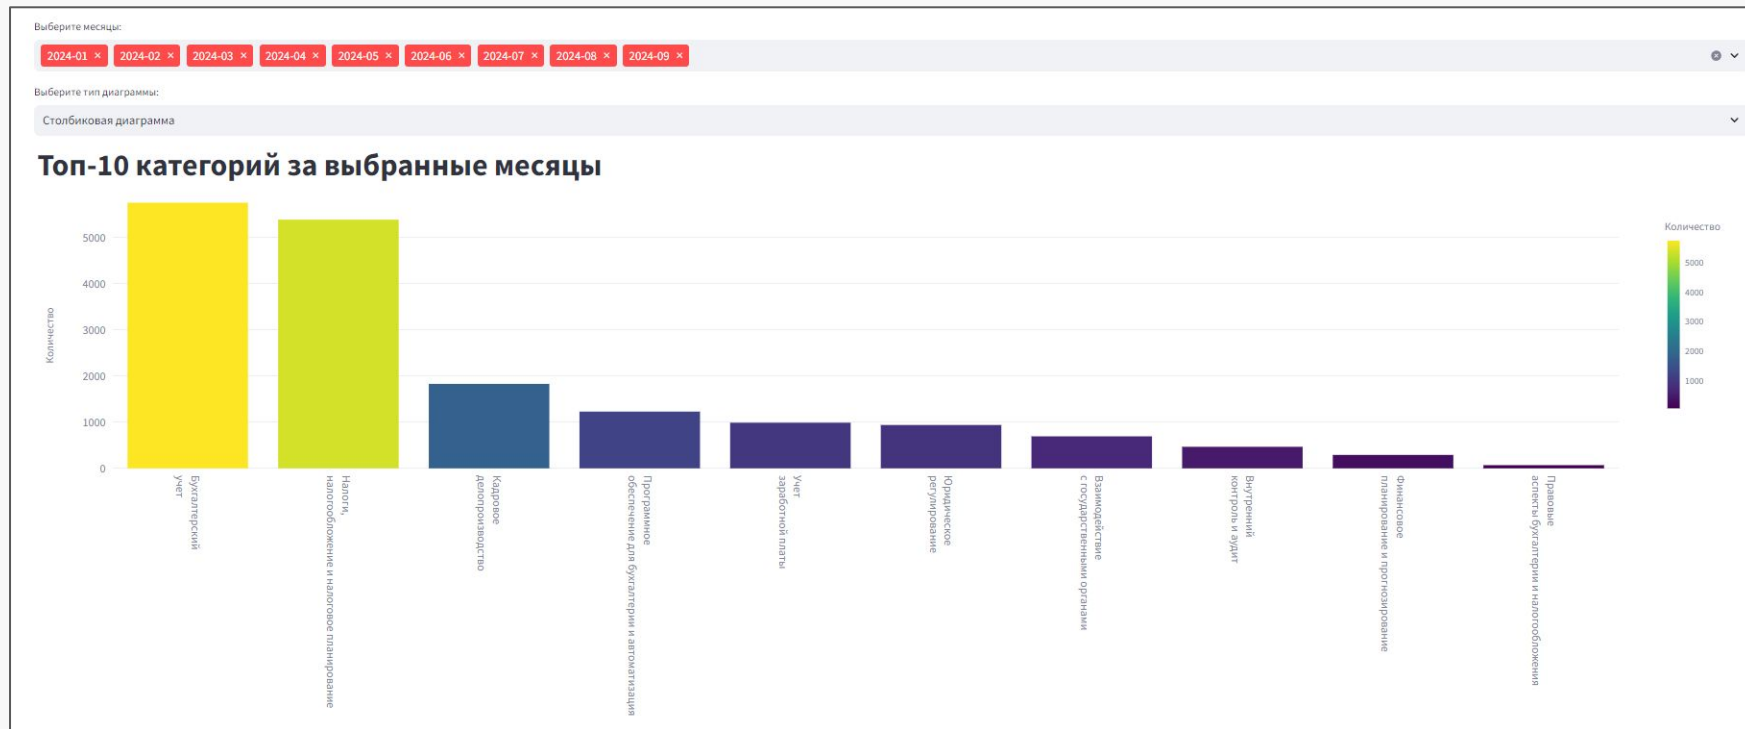 Выберите месяцы:
2024-01 × 2024-02 × 2024-03 × 2024-04 × 2024-05 × 2024-06 × 2024-07 × 2024-08 × 2024-09 ×
Выберите тип диаграммы:
Столбиковая диаграмма
Топ-10 категорий за выбранные месяцы
Количество
5000
4000
3000
2000
1000
0
Бухгалтерский
учет
Налоги,
налогообложение и налоговое планирование
Кадровое
делопроизводство
Программное
обеспечение для бухгалтерии и автоматизация
Учет
заработной платы
Юридическое
регулирование
Взаимодействие
с государственными органами
Внутренний
контроль и аудит
Финансовое
планирование и прогнозирование
Правовые
аспекты бухгалтерии и налогообложения
Количество
5000
4000
3000
2000
1000